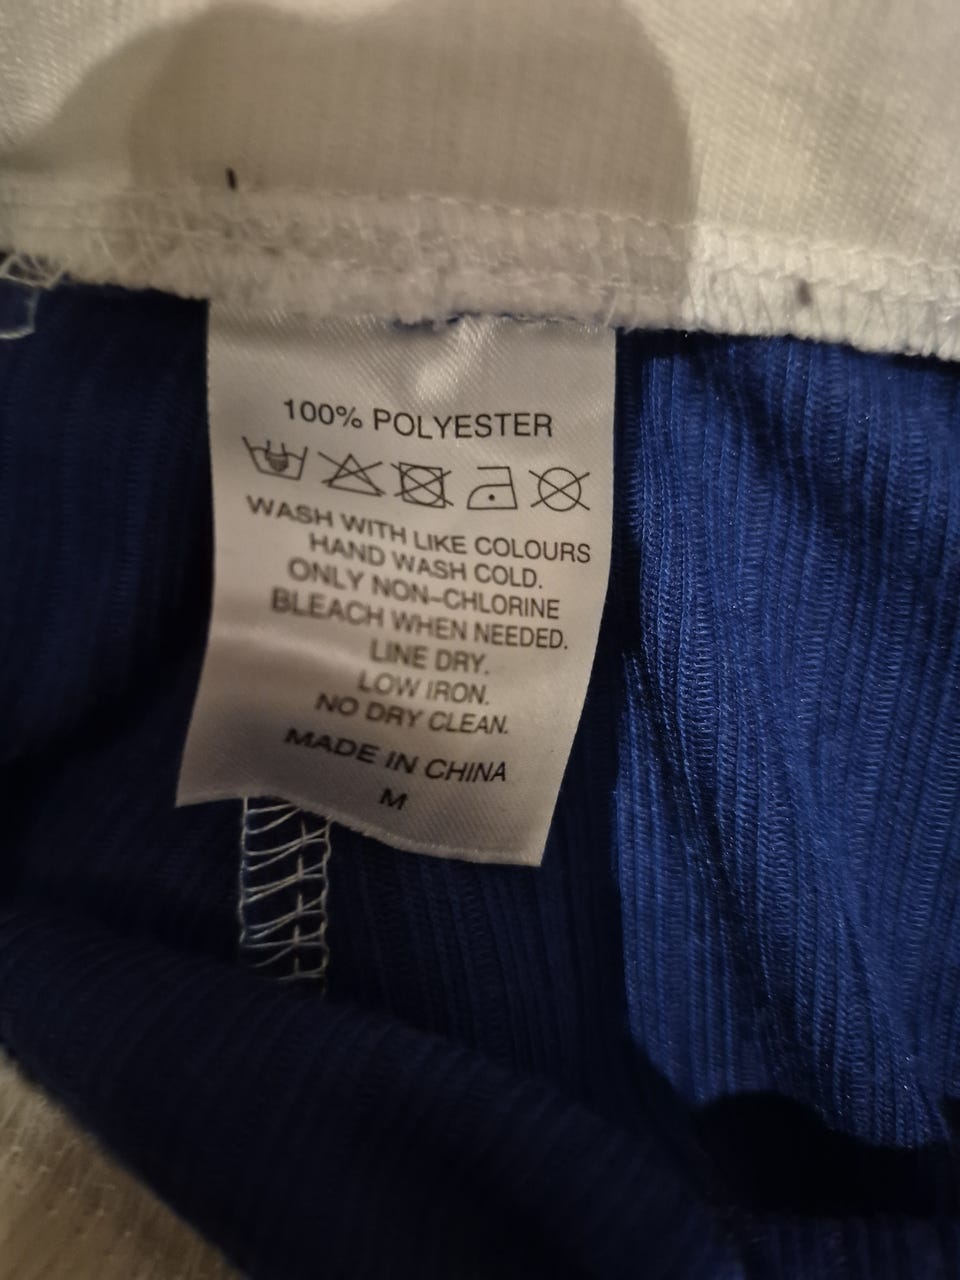 100% POLYESTER
WASH WITH LIKE COLOURS
HAND WASH COLD.
ONLY NON-CHLORINE
BLEACH WHEN NEEDED.
LINE DRY.
LOW IRON.
NO DRY CLEAN.
MADE IN CHINA
M